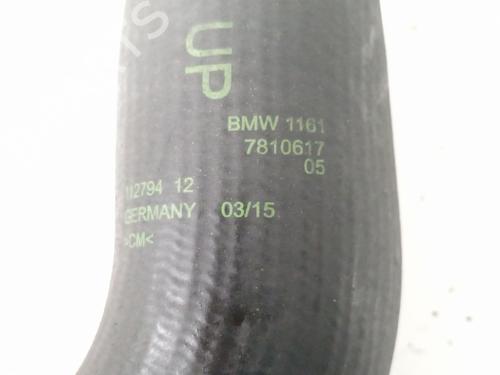 UP
BMW 1161
7810617
05
112794 12
GERMANY 03/15
>CM<